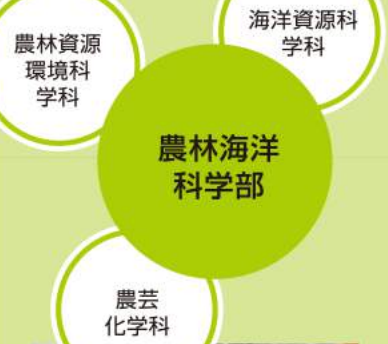 農林資源
環境科
学科
海洋資源科
学科
農林海洋
科学部
農芸
化学科